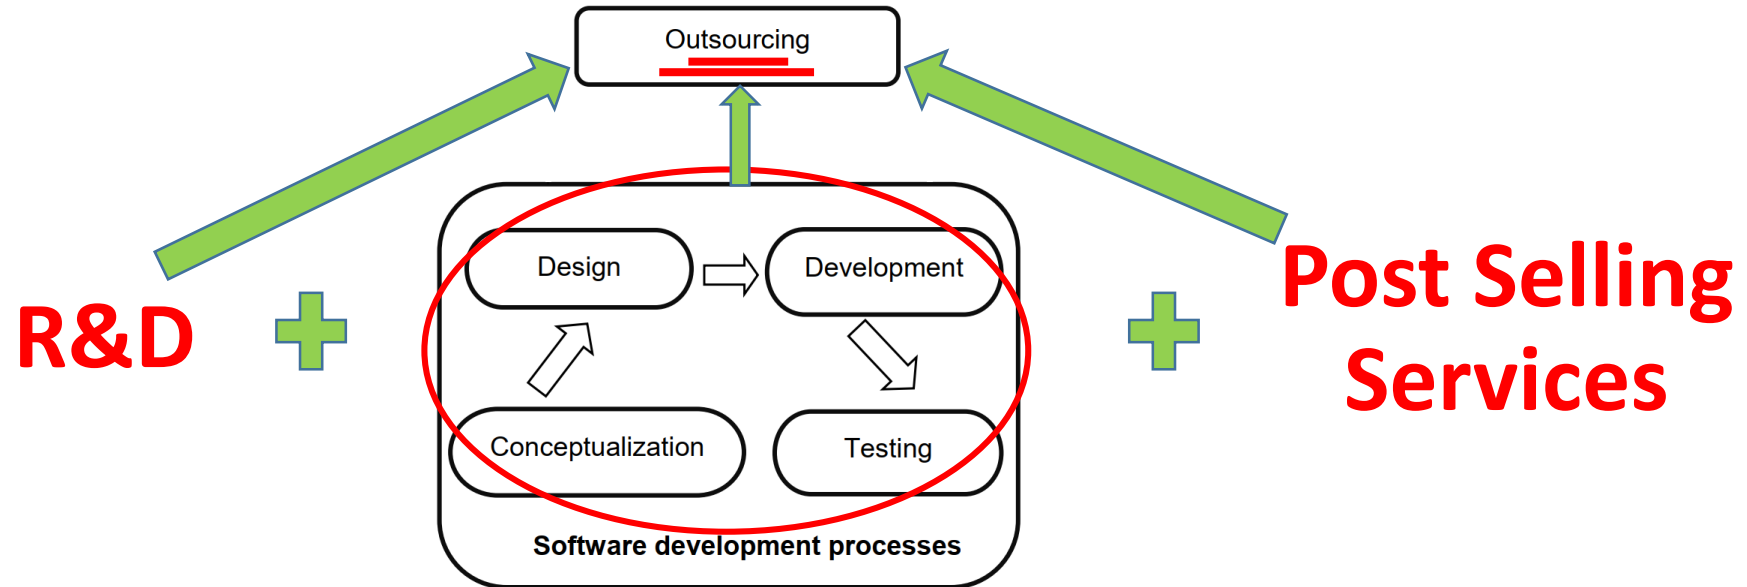 Outsourcing
Design
Development
R&D
Post Selling
Services
Conceptualization
Testing
Software development processes